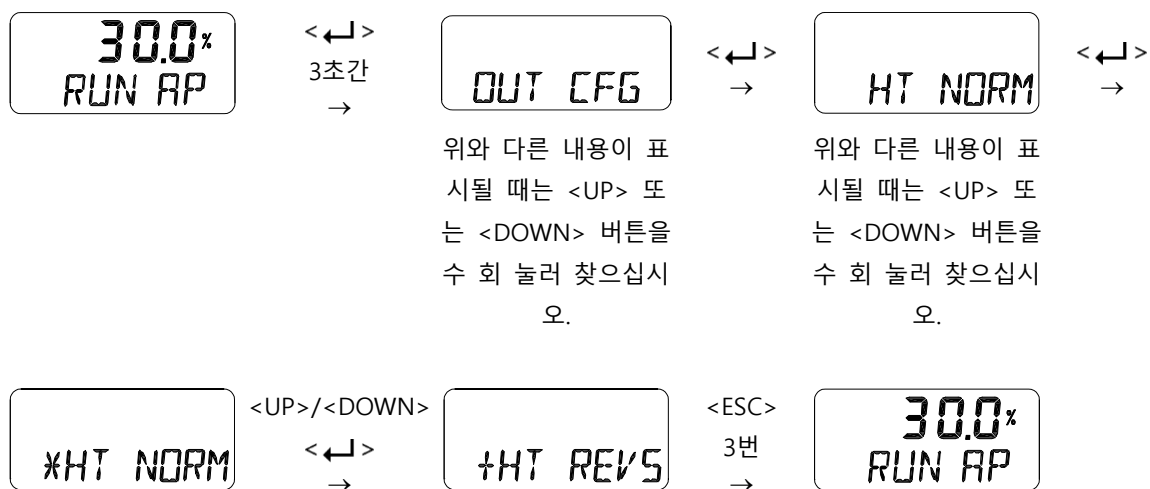 30.0%
RUN AP
<↵>
3초간
→
OUT CFG
<↵>
→
HT NORM
<↵>
→
위와 다른 내용이 표
시될 때는 <UP> 또
는 <DOWN> 버튼을
수 회 눌러 찾으십시
오.
위와 다른 내용이 표
시될 때는 <UP> 또
는 <DOWN> 버튼을
수 회 눌러 찾으십시
오.
*HT NORM
<UP>/<DOWN>
<↵>
→
+HT REVS
<ESC>
3번
→
30.0%
RUN AP